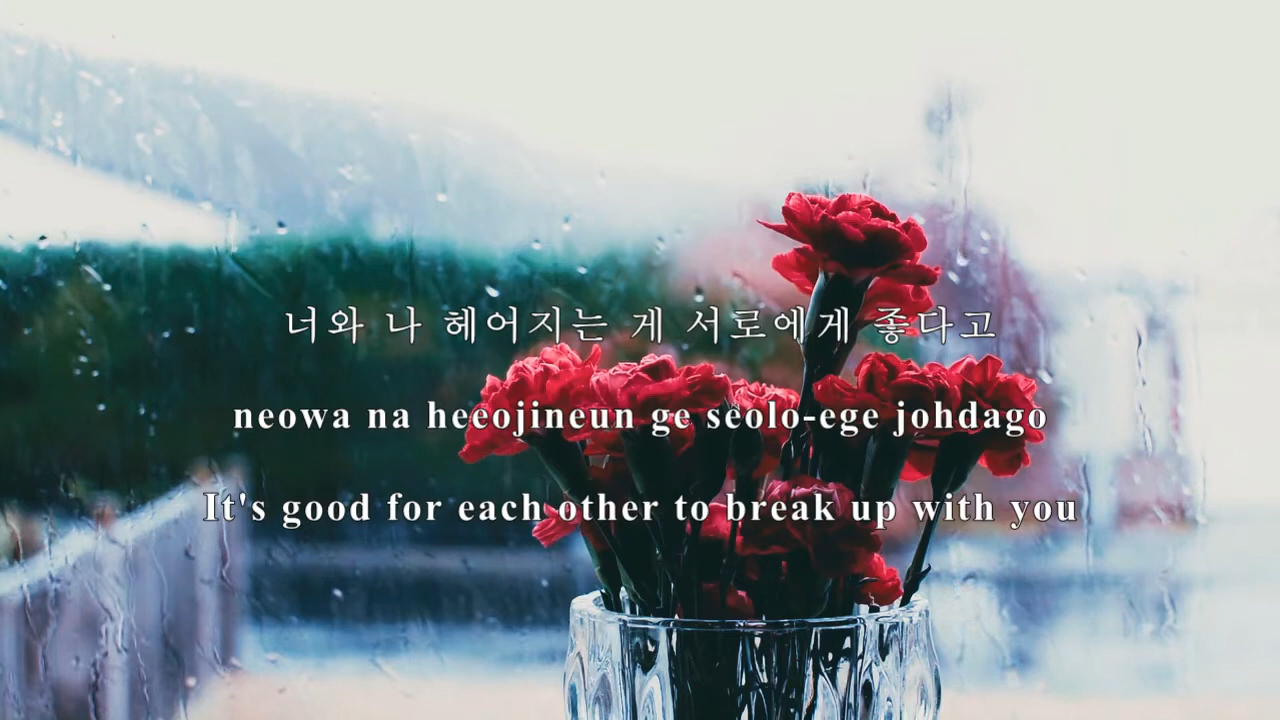 너와 나 헤어지는 게 서로에게 좋다고
neowa na heeojineun ge seolo-ege johdago
It's good for each other to break up with you